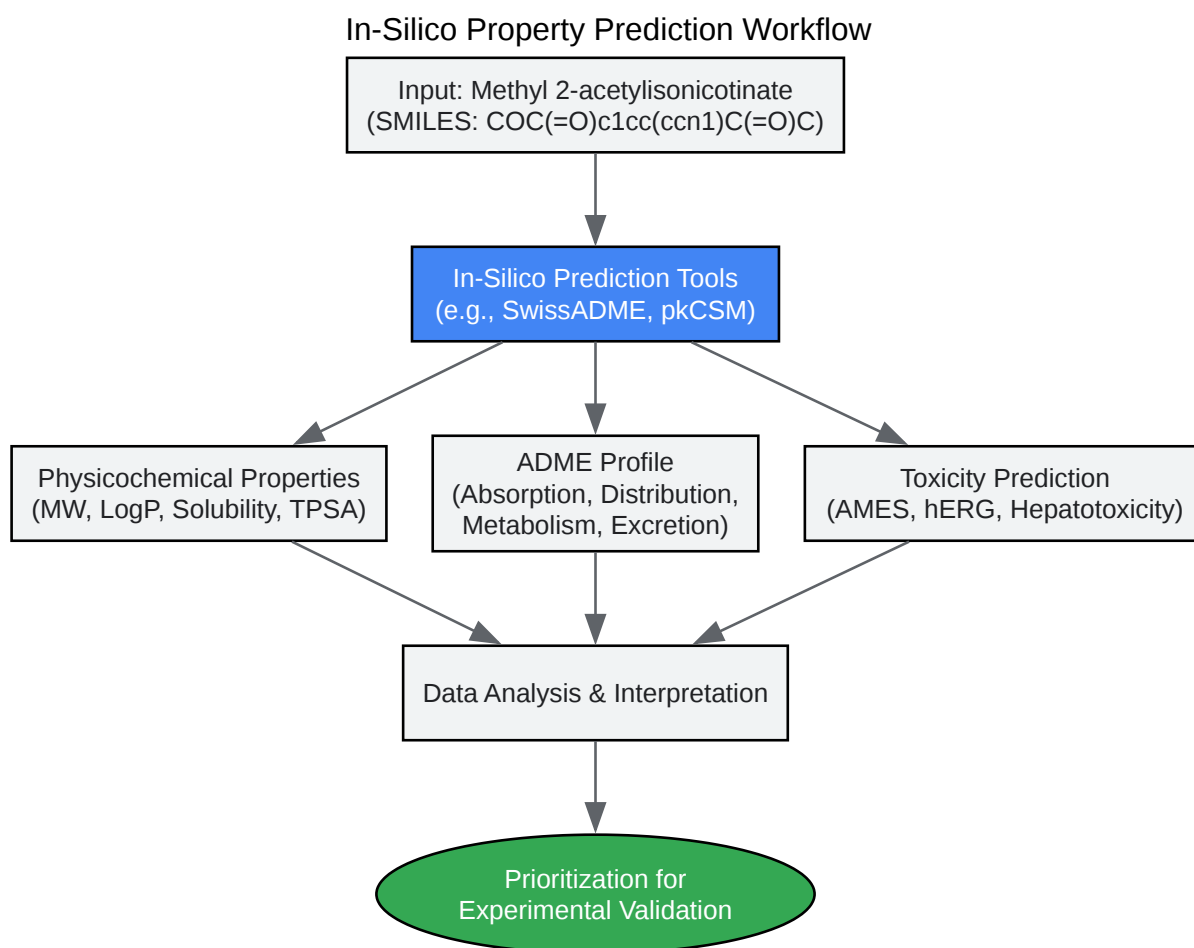 In-Silico Property Prediction Workflow
Input: Methyl 2-acetylisonicotinate
(SMILES: COC(=O)c1cc(ccn1)C(=O)C)
In-Silico Prediction Tools
(e.g., SwissADME, pkCSM)
Physicochemical Properties
(MW, LogP, Solubility, TPSA)
ADME Profile
(Absorption, Distribution,
Metabolism, Excretion)
Toxicity Prediction
(AMES, hERG, Hepatotoxicity)
Data Analysis & Interpretation
Prioritization for
Experimental Validation